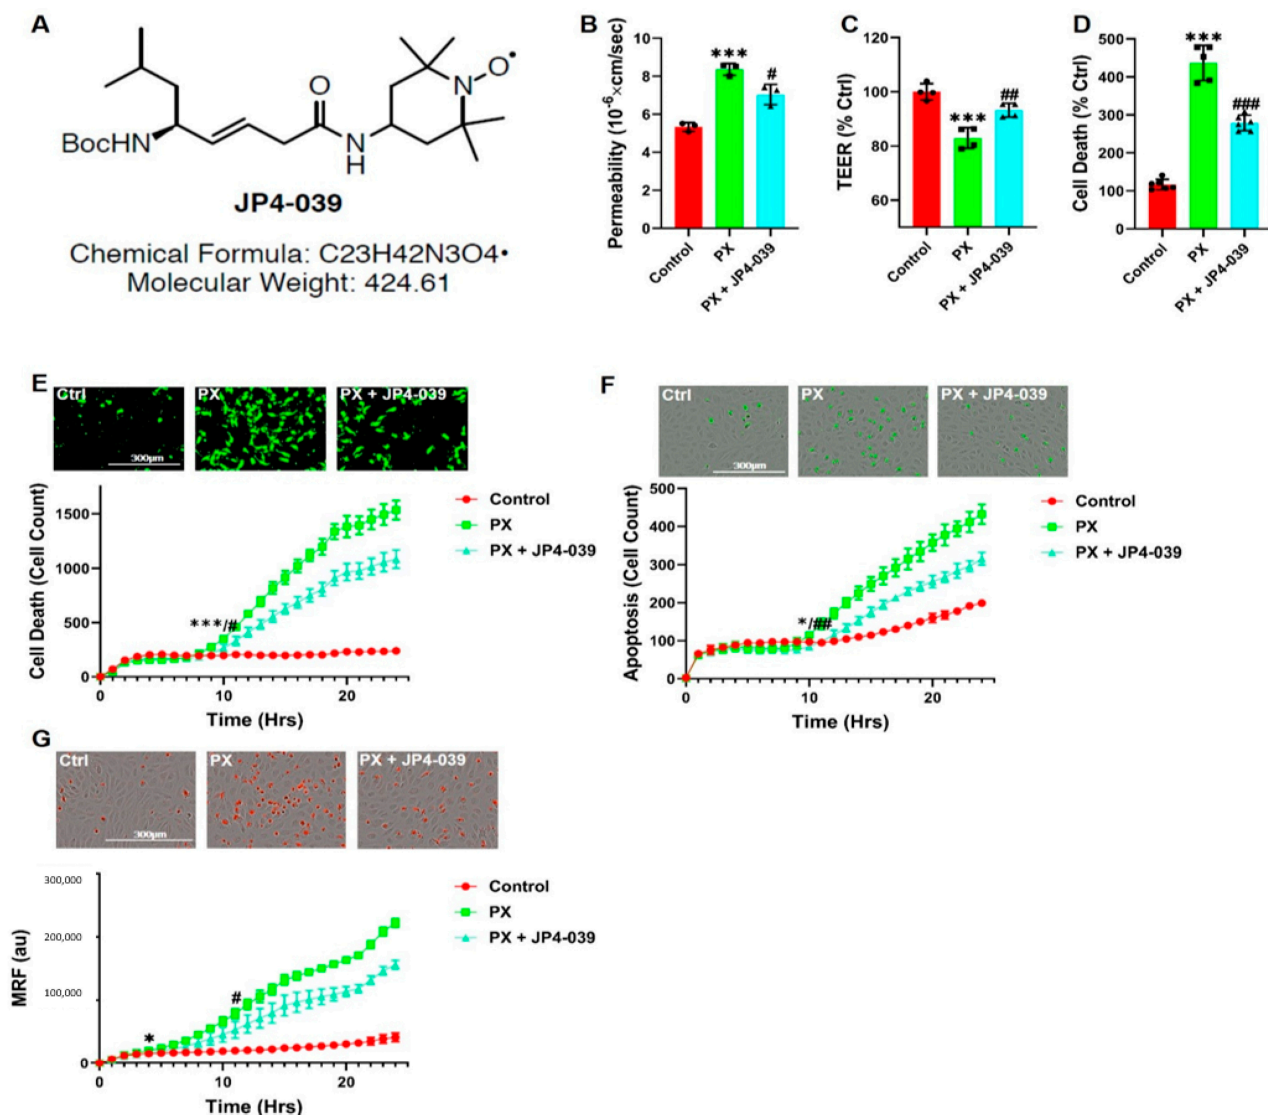 A
BocHN
O
N
H
N
O•
JP4-039
Chemical Formula: C23H42N3O4•
Molecular Weight: 424.61
B
Permeability (10-6×cm/sec)
10
8
6
4
2
0
***
#
Control
PX
PX + JP4-039
C
TEER (% Ctrl)
120
100
80
60
***
##
Control
PX
PX + JP4-039
D
Cell Death (% Ctrl)
500
400
300
200
100
0
***
###
Control
PX
PX + JP4-039
E
Ctrl
300μm
PX
PX + JP4-039
Cell Death (Cell Count)
1500
1000
500
0
***/#
0
10
20
Time (Hrs)
Control
PX
PX + JP4-039
F
Ctrl
300μm
PX
PX + JP4-039
Apoptosis (Cell Count)
500
400
300
200
100
0
*/##
0
10
20
Time (Hrs)
Control
PX
PX + JP4-039
G
Ctrl
300μm
PX
PX + JP4-039
MRF (au)
300,000
200,000
100,000
0
*
#
0
10
20
Time (Hrs)
Control
PX
PX + JP4-039